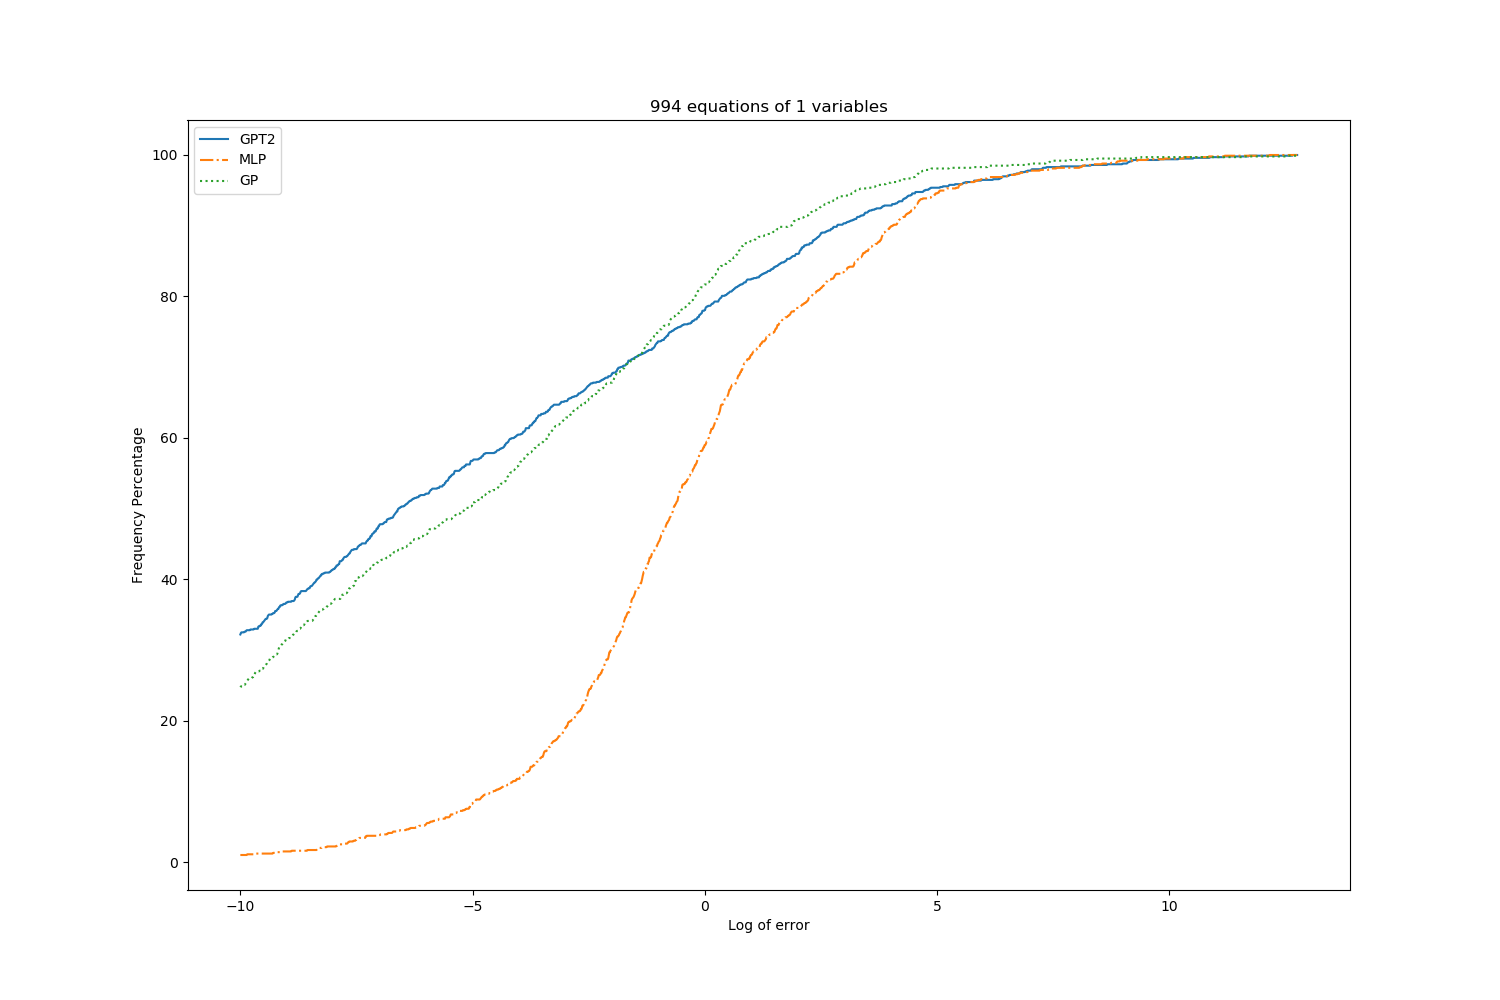 994 equations of 1 variables
GPT2
MLP
GP
100
80
60
40
20
0
Frequency Percentage
−10
−5
0
5
10
Log of error